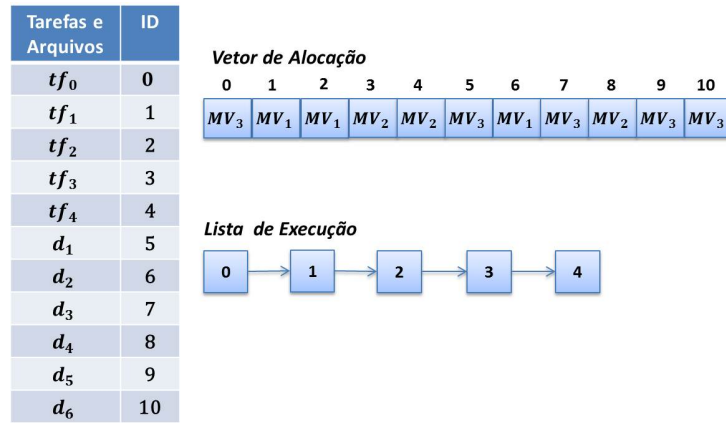 Tarefas e Arquivos ID
tf₀ 0
tf₁ 1
tf₂ 2
tf₃ 3
tf₄ 4
d₁ 5
d₂ 6
d₃ 7
d₄ 8
d₅ 9
d₆ 10
Vetor de Alocação
0 1 2 3 4 5 6 7 8 9 10
MV₃ MV₁ MV₁ MV₂ MV₂ MV₃ MV₁ MV₃ MV₂ MV₃ MV₃
Lista de Execução
0 1 2 3 4